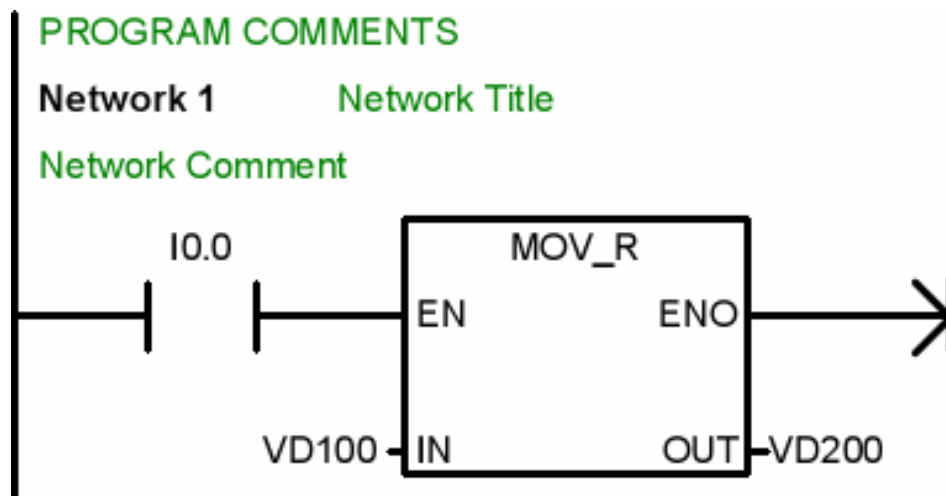 PROGRAM COMMENTS
Network 1 Network Title
Network Comment
I0.0
MOV_R
EN ENO
VD100 IN OUT VD200